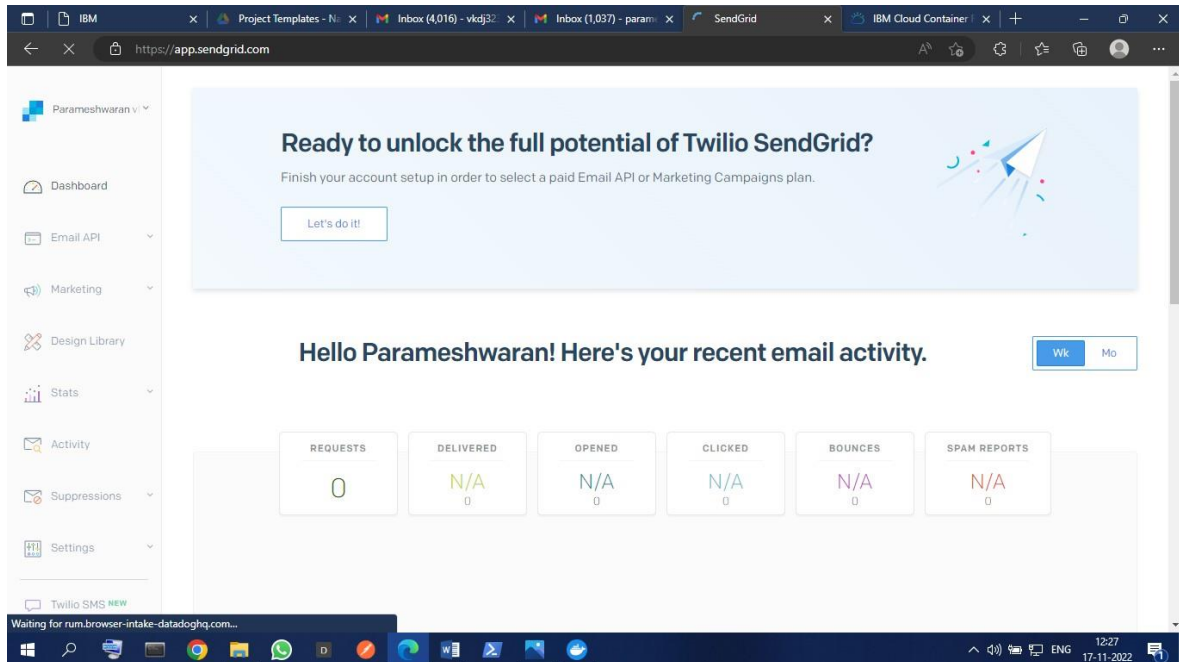 IBM
Project Templates - Na
Inbox (4,016) - vkdj32
Inbox (1,037) - param
SendGrid
IBM Cloud Container
https://app.sendgrid.com
Parameshwaran
Ready to unlock the full potential of Twilio SendGrid?
Finish your account setup in order to select a paid Email API or Marketing Campaigns plan.
Let's do it!
Dashboard
Email API
Marketing
Design Library
Stats
Activity
Suppressions
Settings
Twilio SMS NEW
Hello Parameshwaran! Here's your recent email activity.
Wk Mo
REQUESTS DELIVERED OPENED CLICKED BOUNCES SPAM REPORTS
0 N/A N/A N/A N/A N/A
0 0 0 0 0
Waiting for rum.browser-intake-datadoghq.com...
ENG
12:27
17-11-2022